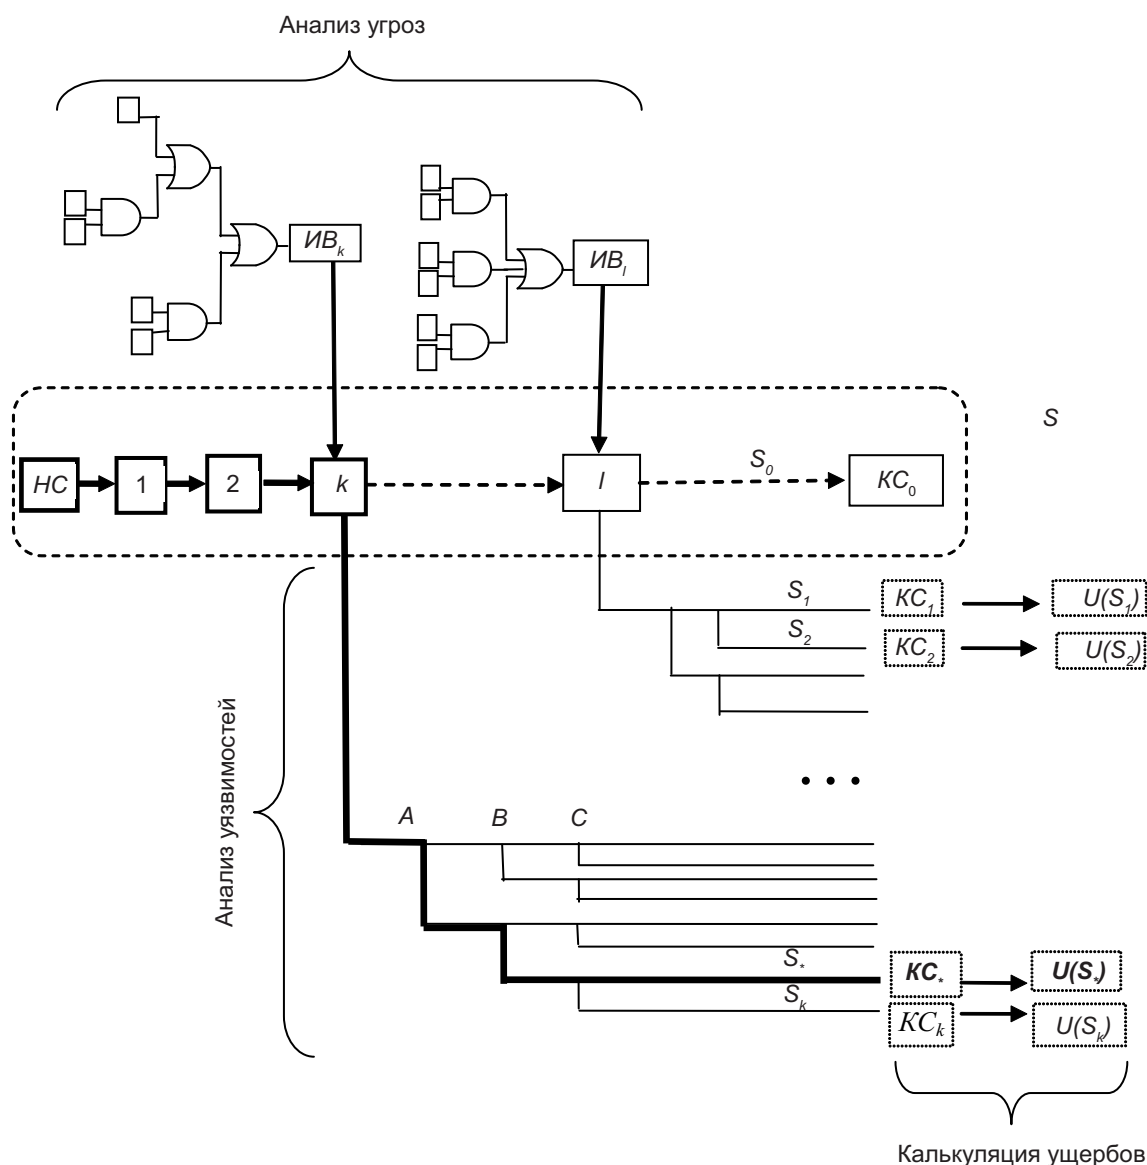 Анализ угроз
ИВk
ИВl
S
НС
1
2
k
l
S0
КС0
S1
КС1
U(S1)
S2
КС2
U(S2)
Анализ уязвимостей
• • •
A
B
C
S*
КС*
U(S*)
Sk
КСk
U(Sk)
Калькуляция ущербов